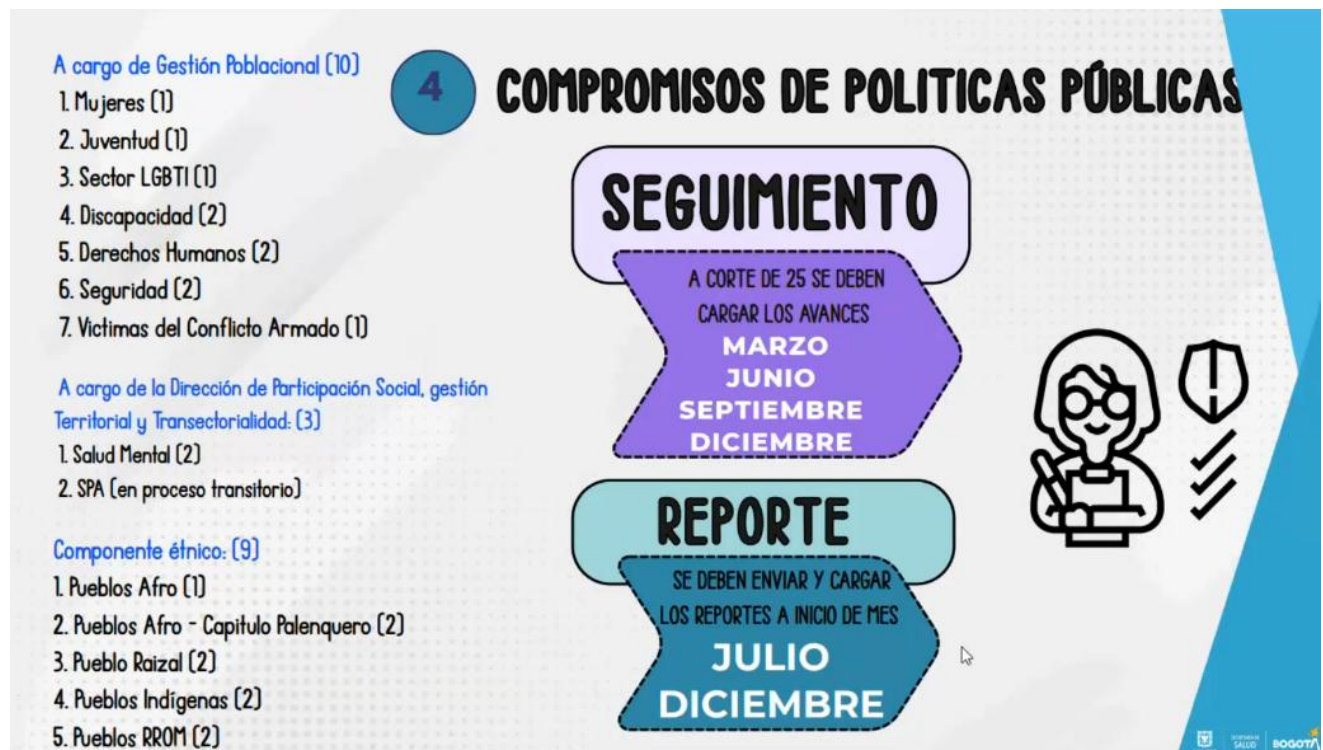 A cargo de Gestión Poblacional (10)
1. Mujeres (1)
2. Juventud (1)
3. Sector LGBTI (1)
4. Discapacidad (2)
5. Derechos Humanos (2)
6. Seguridad (2)
7. Victimas del Conflicto Armado (1)
A cargo de la Dirección de Participación Social, gestión
Territorial y Transectorialidad: (3)
1. Salud Mental (2)
2. SPA (en proceso transitorio)
Componente étnico: (9)
1. Pueblos Afro (1)
2. Pueblos Afro - Capitulo Palenquero (2)
3. Pueblo Raizal (2)
4. Pueblos Indígenas (2)
5. Pueblos RROM (2)
4 COMPROMISOS DE POLITICAS PÚBLICAS
SEGUIMIENTO
A CORTE DE 25 SE DEBEN
CARGAR LOS AVANCES
MARZO
JUNIO
SEPTIEMBRE
DICIEMBRE
REPORTE
SE DEBEN ENVIAR Y CARGAR
LOS REPORTES A INICIO DE MES
JULIO
DICIEMBRE
SALUD
BOGOTÁ